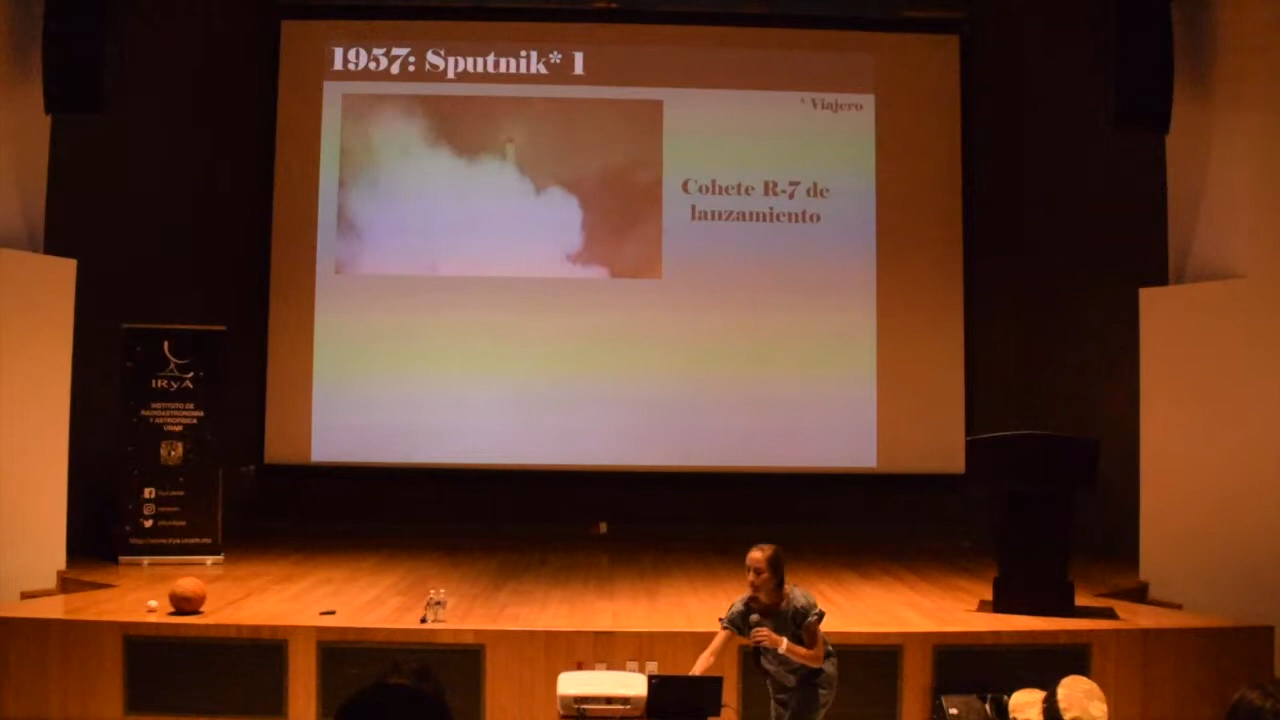 1957: Sputnik* 1
* Viajero
Cohete R-7 de
lanzamiento
IRyA
INSTITUTO DE
RADIOASTRONOMÍA
Y ASTROFÍSICA
UNAM